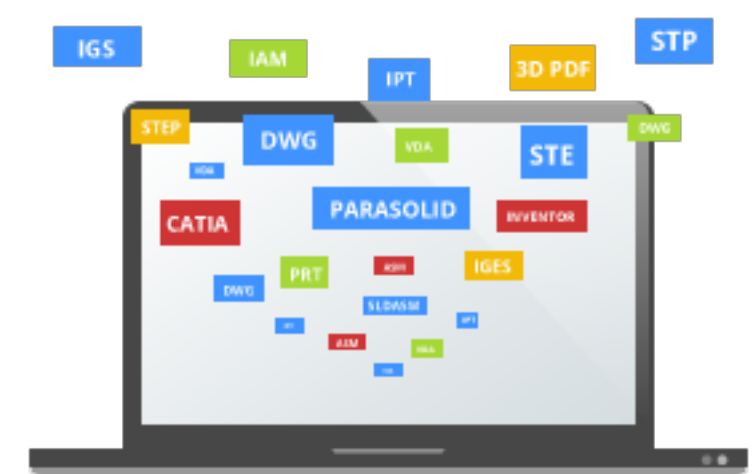 IGS
IAM
IPT
3D PDF
STP
STEP
DWG
VDA
STE
DWG
CATIA
PARASOLID
INVENTOR
PRT
ASM
IGES
DWG
SLDASM
IPT